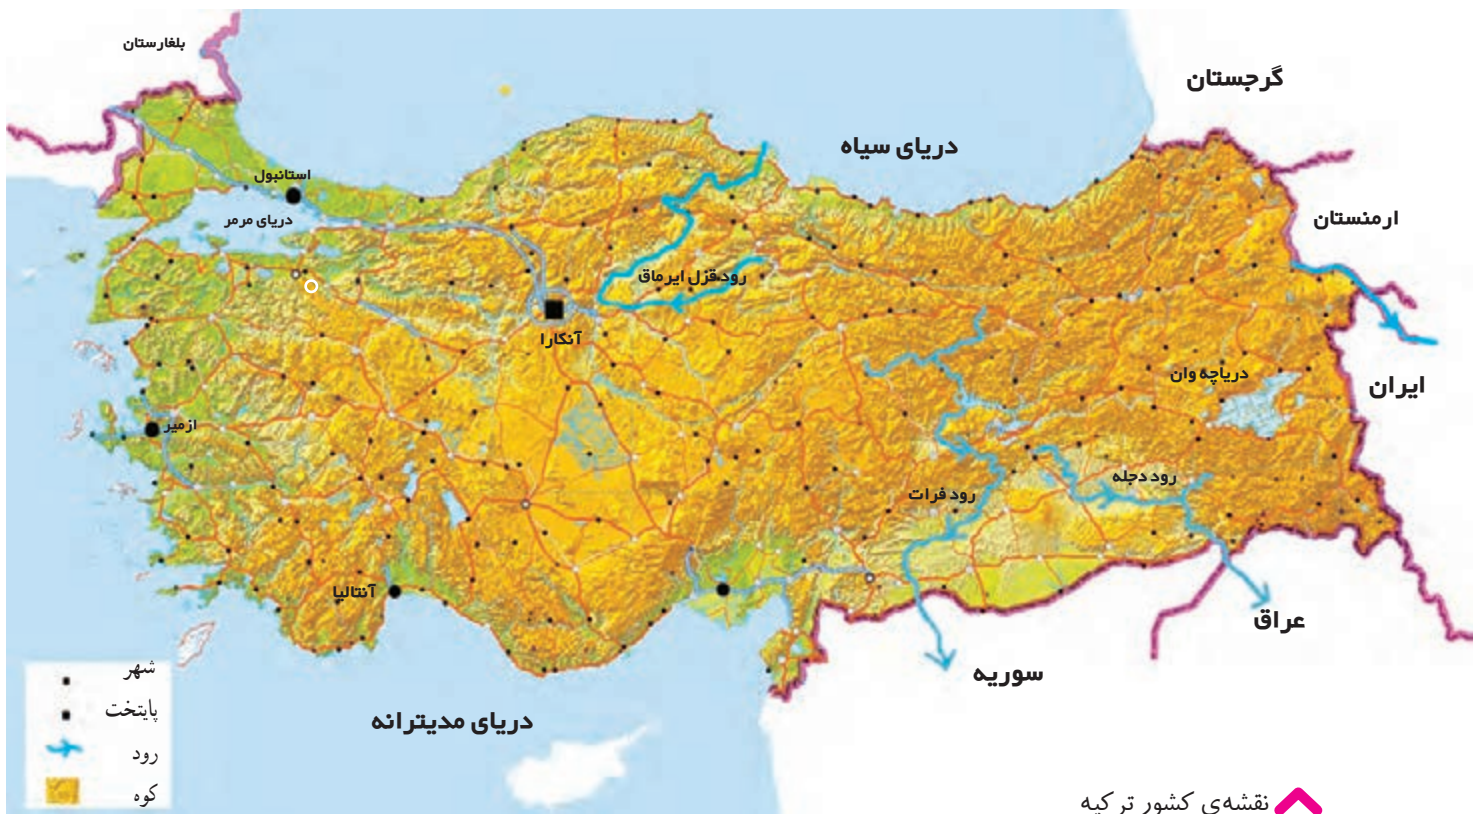 بلغارستان
گرجستان
دریای سیاه
استانبول
دریای مرمر
ارمنستان
رود قزل ایرماق
آنکارا
دریاچه وان
ایران
ازمیر
رود دجله
رود فرات
آنتالیا
عراق
سوریه
دریای مدیترانه
شهر
پایتخت
رود
کوه
نقشه‌ی کشور ترکیه